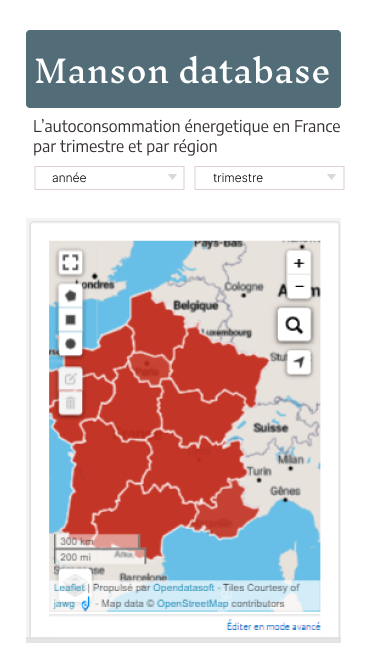 Manson database
L'autoconsommation énergetique en France
par trimestre et par région
année
trimestre
Pays-Bas
Londres
Cologne
Belgique
Luxembourg
Paris
Suisse
Milan
Turin
Gênes
Marseille
300 km
200 mi
Barcelone
Leaflet | Propulsé par Opendatasoft - Tiles Courtesy of
jawg - Map data © OpenStreetMap contributors
Éditer en mode avancé